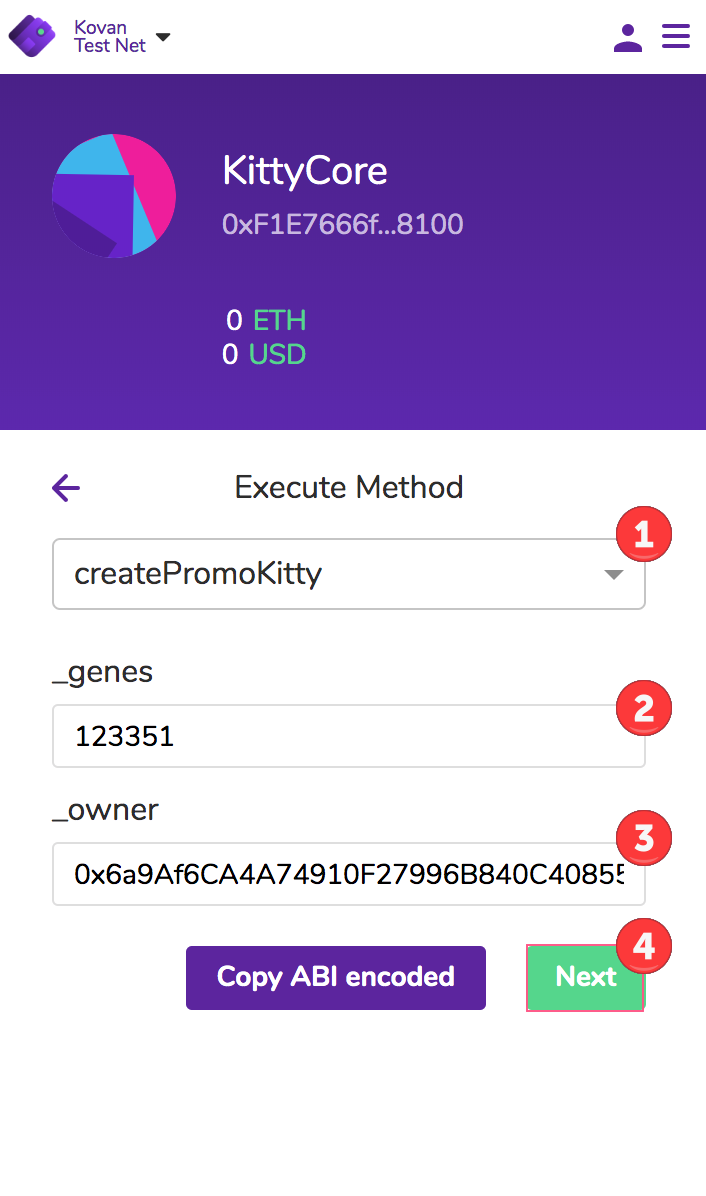 Kovan
Test Net
KittyCore
0xF1E7666f...8100
0 ETH
0 USD
Execute Method
1
createPromoKitty
_genes
2
123351
_owner
3
0x6a9Af6CA4A74910F27996B840C40855
4
Copy ABI encoded
Next